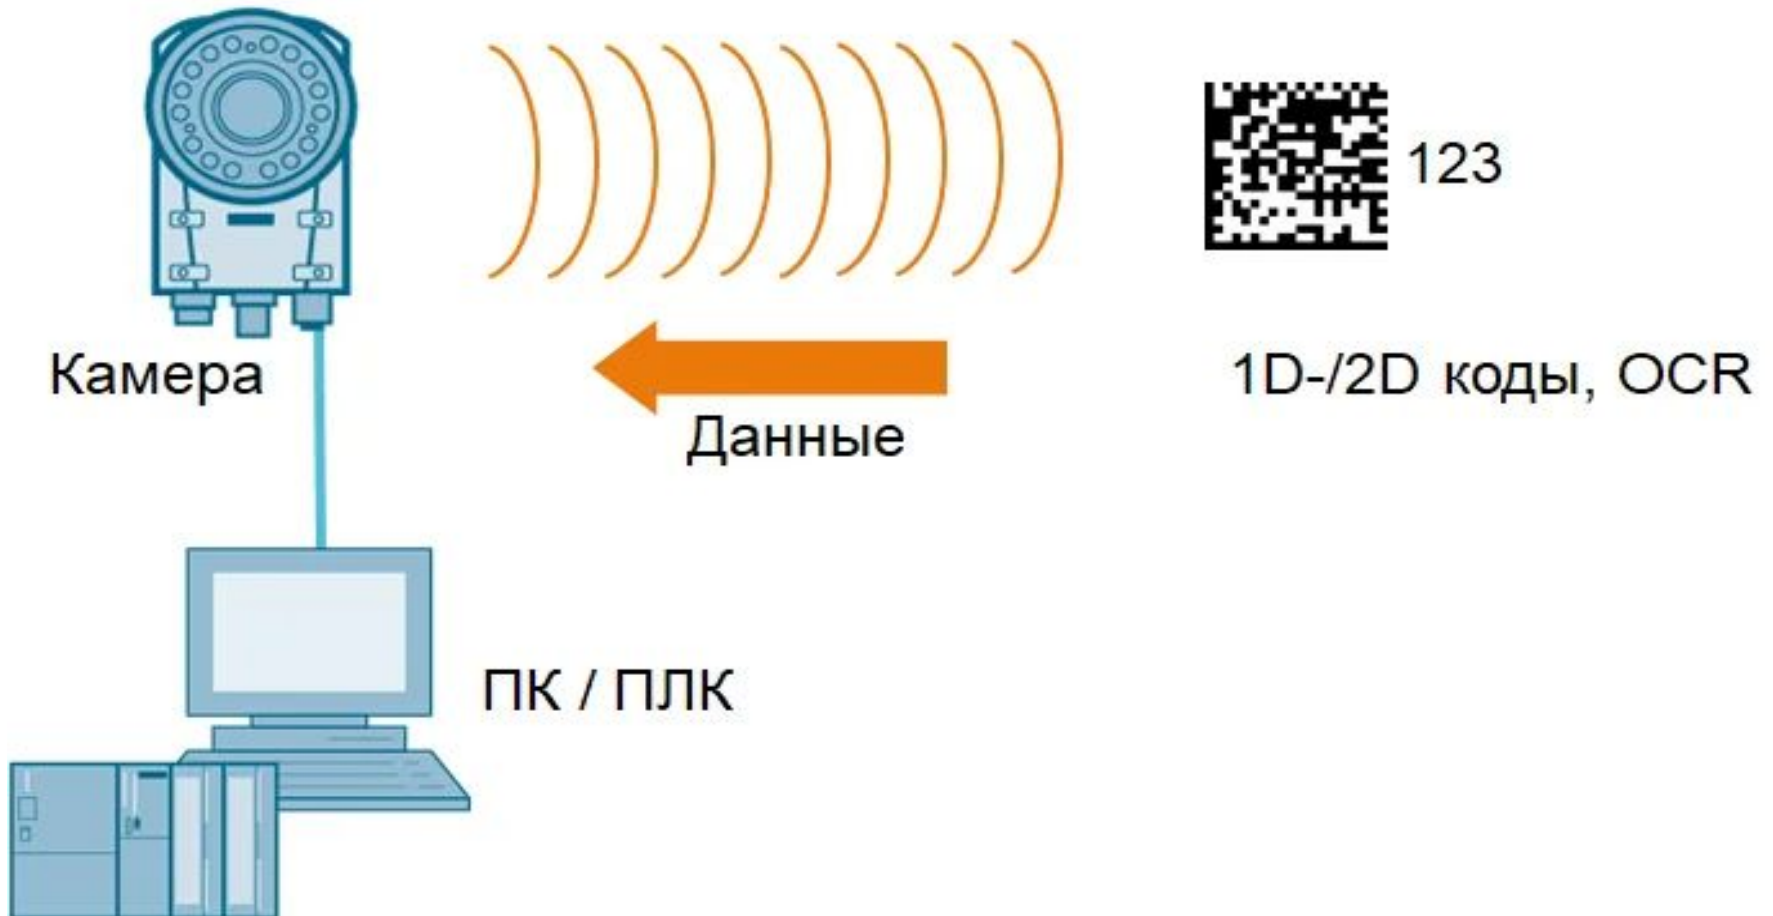 123
Камера
1D-/2D коды, OCR
Данные
ПК / ПЛК